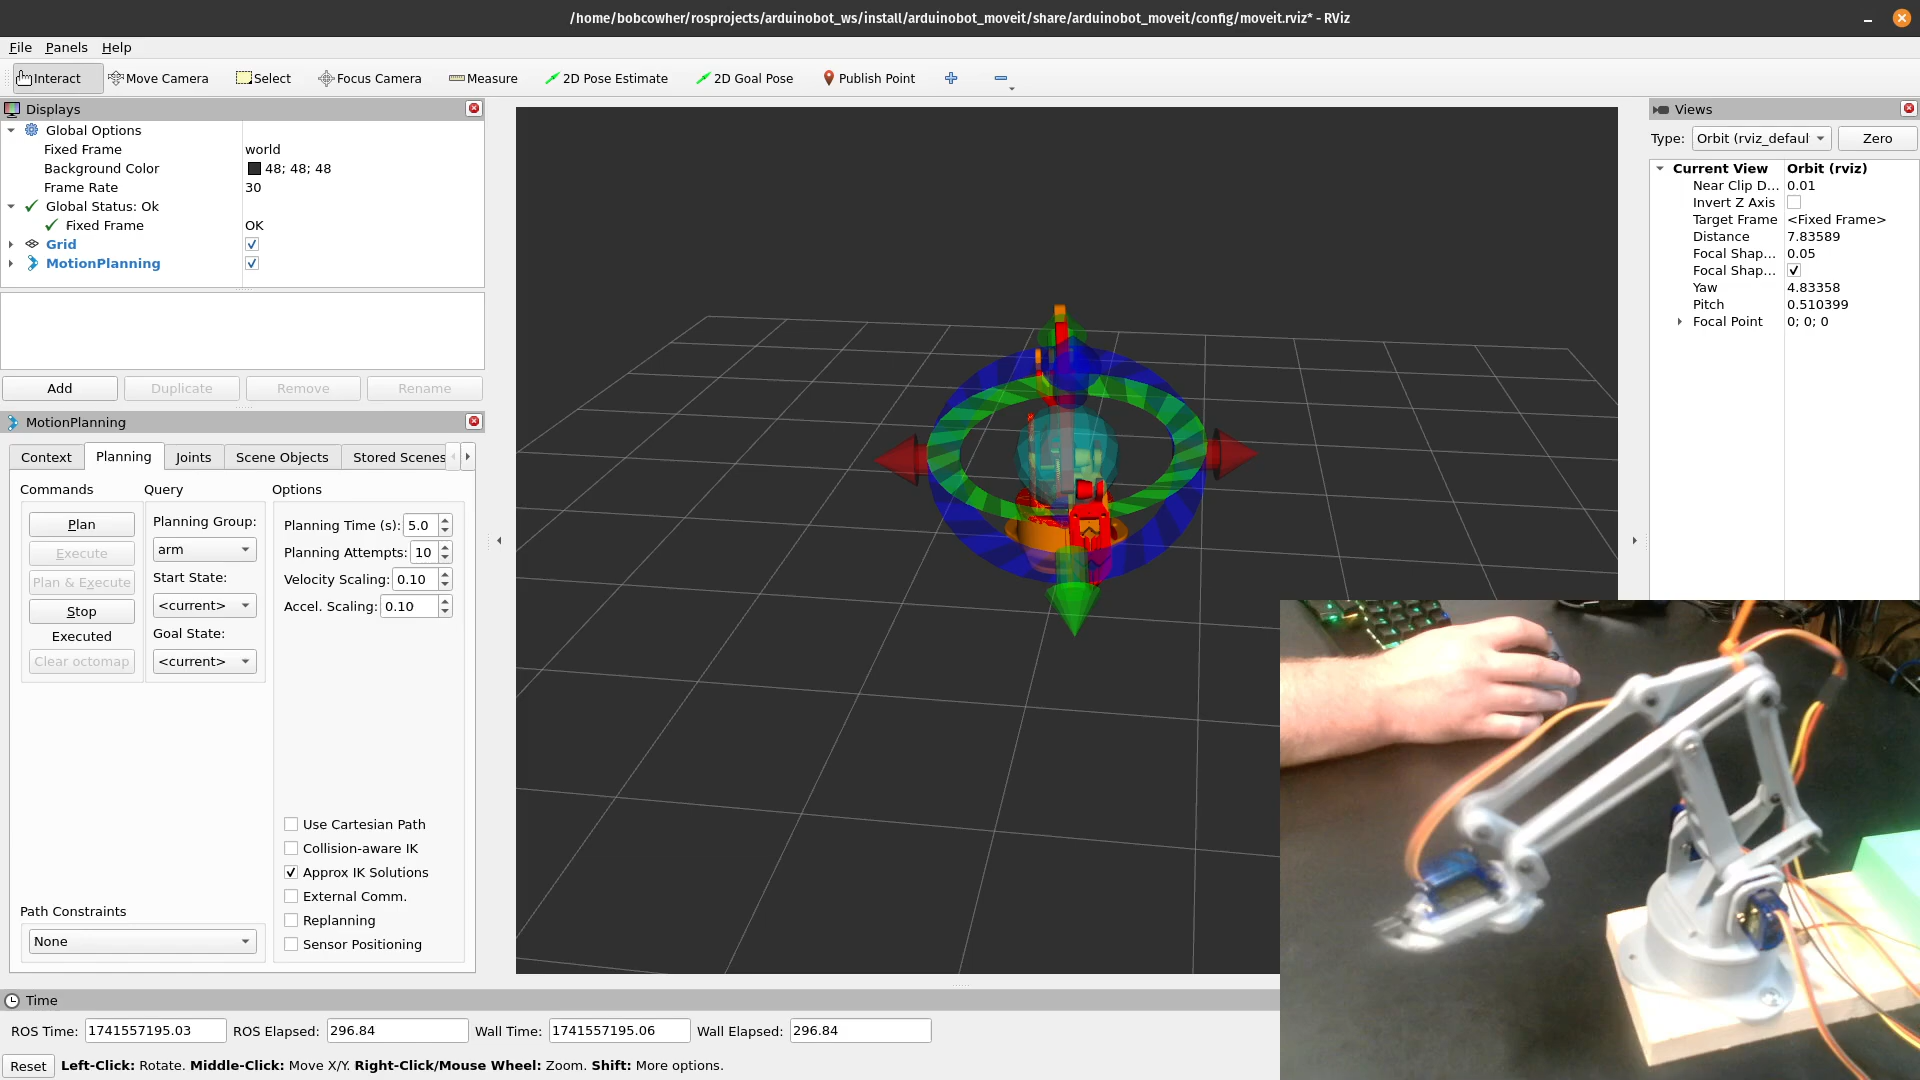 /home/bobcowher/rosprojects/arduinobot_ws/install/arduinobot_moveit/share/arduinobot_moveit/config/moveit.rviz* - RViz
File Panels Help
Interact Move Camera Select Focus Camera Measure 2D Pose Estimate 2D Goal Pose Publish Point
Displays
Global Options
Fixed Frame world
Background Color 48; 48; 48
Frame Rate 30
Global Status: Ok
Fixed Frame OK
Grid
MotionPlanning
Add Duplicate Remove Rename
MotionPlanning
Context Planning Joints Scene Objects Stored Scenes
Commands Query Options
Plan
Execute
Plan & Execute
Stop
Executed
Clear octomap
Planning Group:
arm
Start State:
<current>
Goal State:
<current>
Planning Time (s): 5.0
Planning Attempts: 10
Velocity Scaling: 0.10
Accel. Scaling: 0.10
Use Cartesian Path
Collision-aware IK
Approx IK Solutions
External Comm.
Replanning
Sensor Positioning
Path Constraints
None
Views
Type: Orbit (rviz_defaul Zero
Current View Orbit (rviz)
Near Clip D... 0.01
Invert Z Axis
Target Frame <Fixed Frame>
Distance 7.83589
Focal Shap... 0.05
Focal Shap...
Yaw 4.83358
Pitch 0.510399
Focal Point 0; 0; 0
Time
ROS Time: 1741557195.03 ROS Elapsed: 296.84 Wall Time: 1741557195.06 Wall Elapsed: 296.84
Reset Left-Click: Rotate. Middle-Click: Move X/Y. Right-Click/Mouse Wheel: Zoom. Shift: More options.